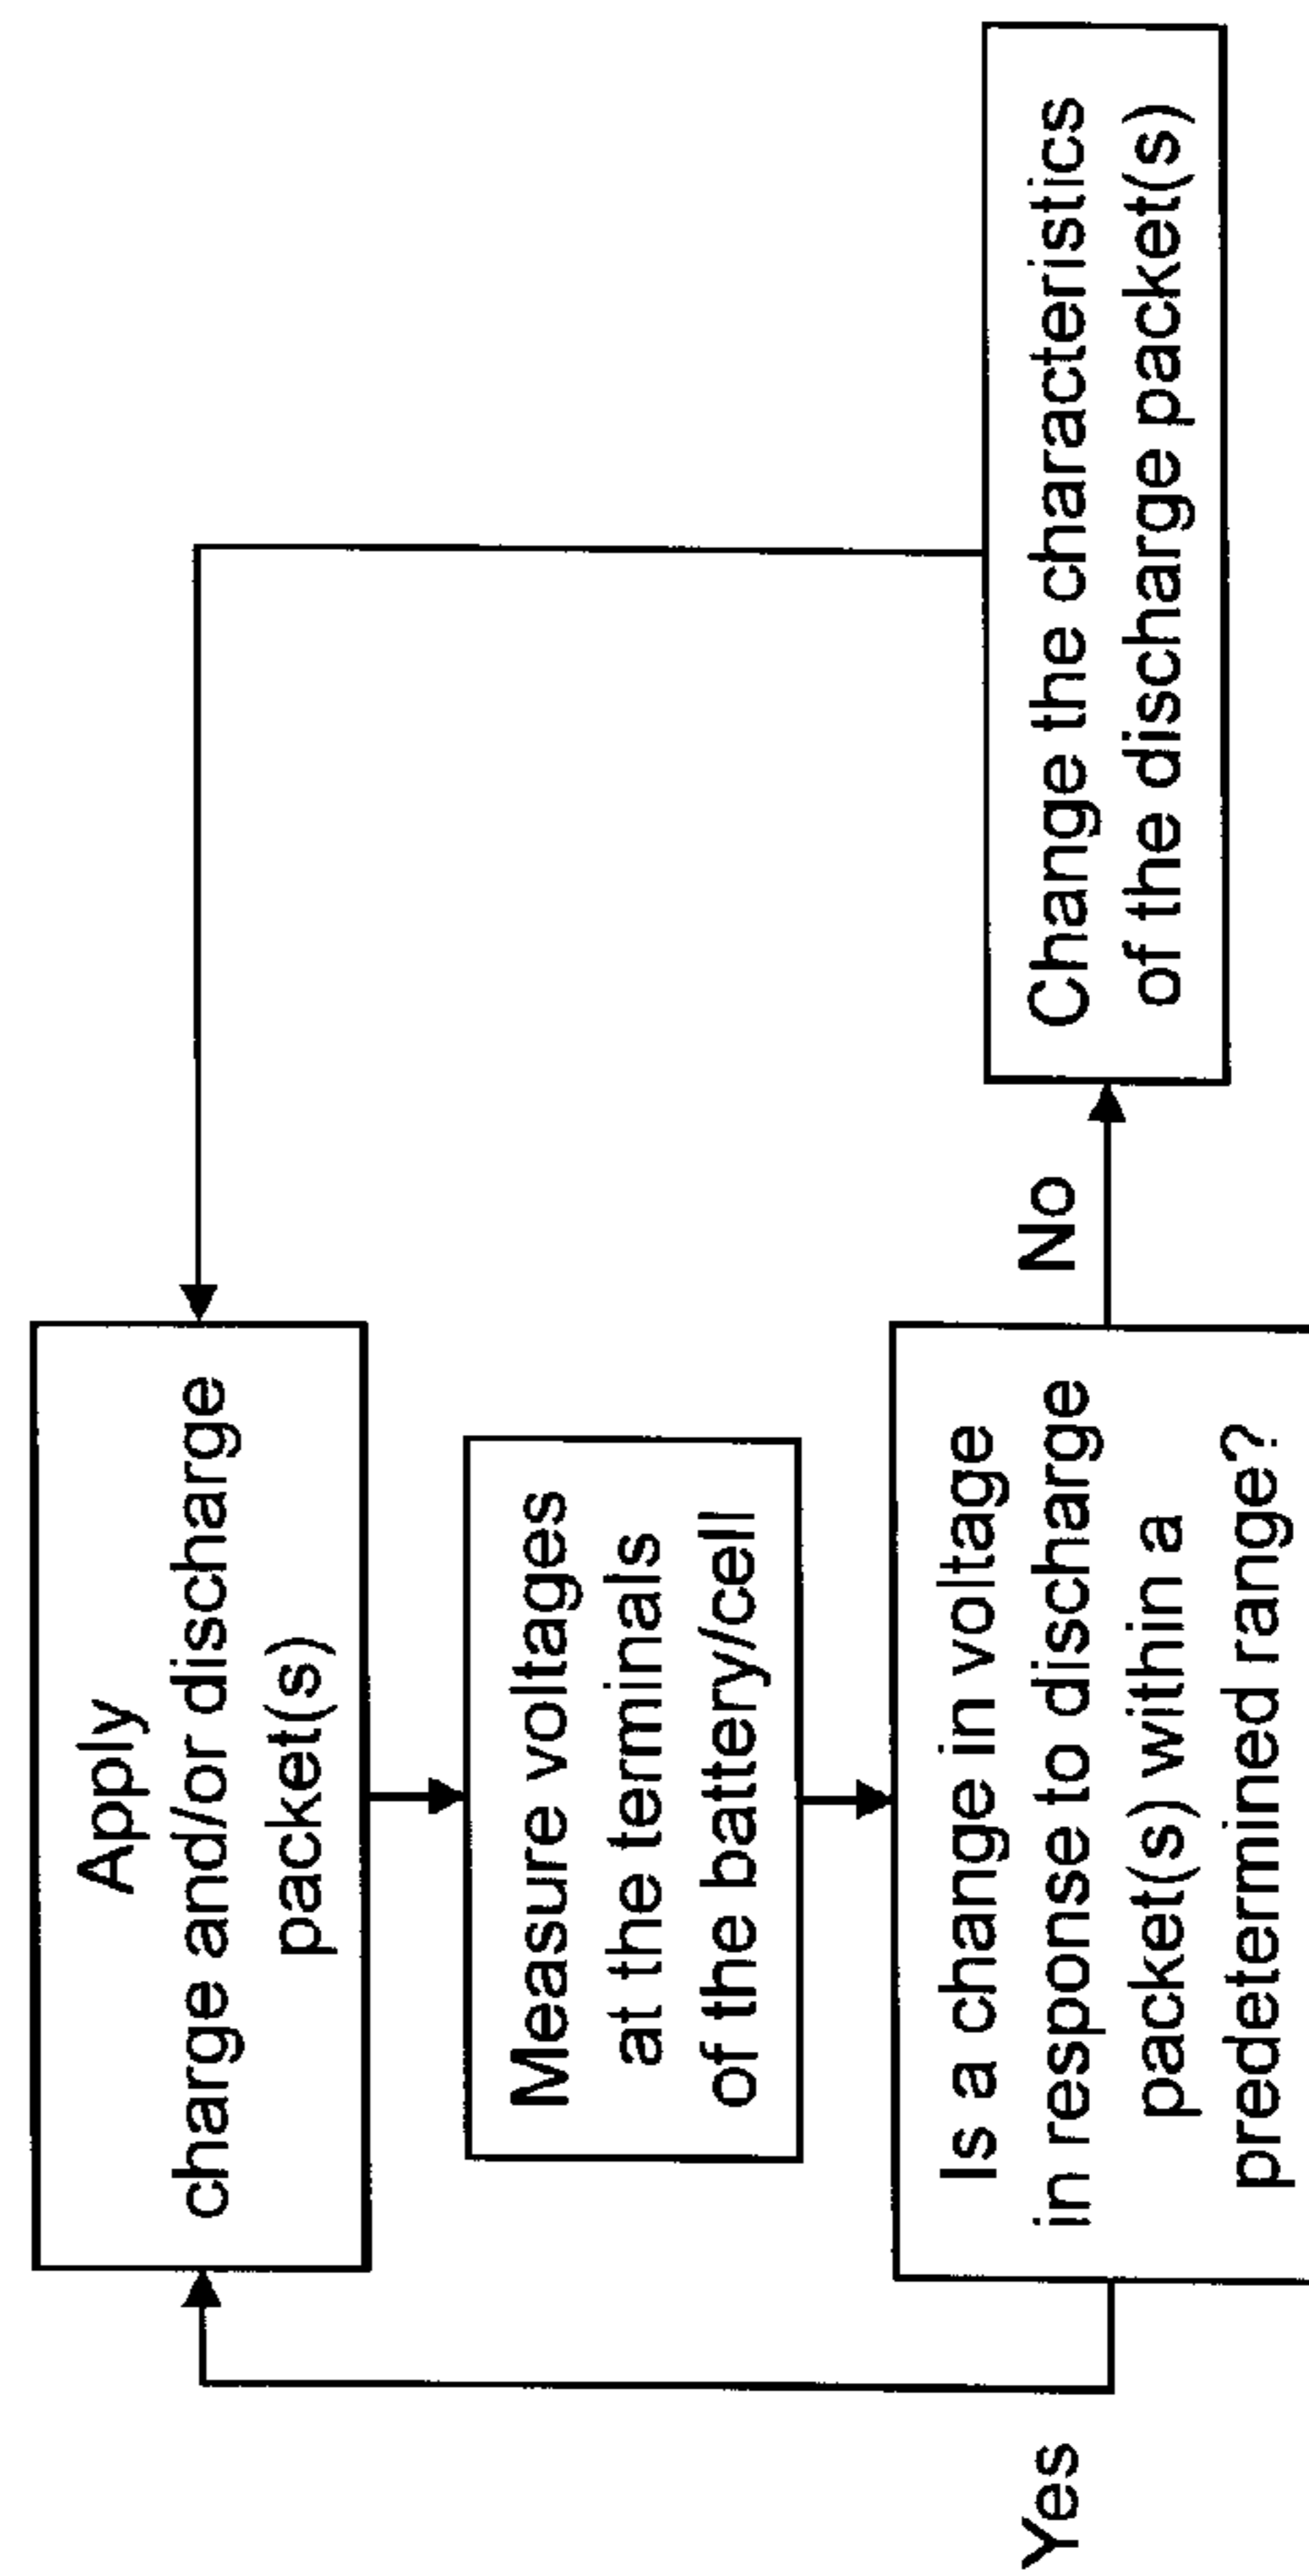 Apply
charge and/or discharge
packet(s)
Measure voltages
at the terminals
of the battery/cell
Is a change in voltage
in response to discharge
packet(s) within a
predetermined range?
Yes
No
Change the characteristics
of the discharge packet(s)